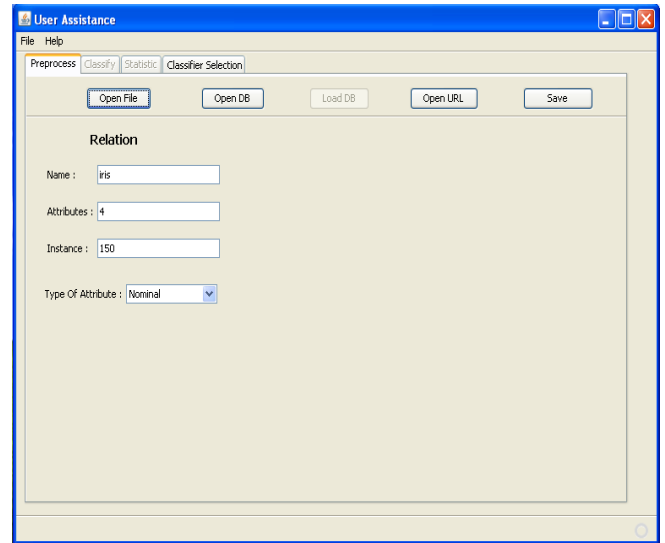 User Assistance
File Help
Preprocess Classify Statistic Classifier Selection
Open File Open DB Load DB Open URL Save
Relation
Name : iris
Attributes : 4
Instance : 150
Type Of Attribute : Nominal